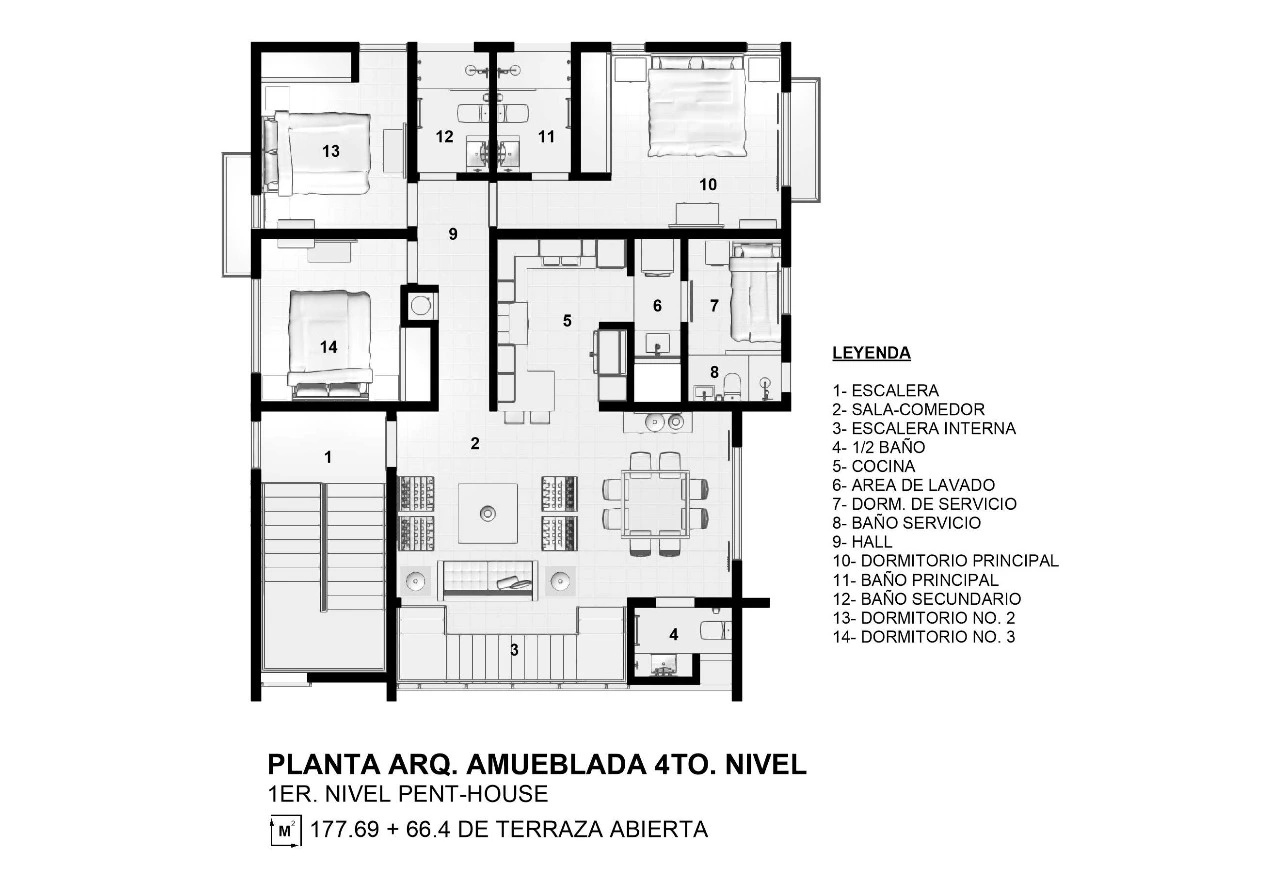 12
11
13
10
9
6
7
5
14
8
2
1
4
3
LEYENDA
1- ESCALERA
2- SALA-COMEDOR
3- ESCALERA INTERNA
4- 1/2 BAÑO
5- COCINA
6- AREA DE LAVADO
7- DORM. DE SERVICIO
8- BAÑO SERVICIO
9- HALL
10- DORMITORIO PRINCIPAL
11- BAÑO PRINCIPAL
12- BAÑO SECUNDARIO
13- DORMITORIO NO. 2
14- DORMITORIO NO. 3
PLANTA ARQ. AMUEBLADA 4TO. NIVEL
1ER. NIVEL PENT-HOUSE
M² 177.69 + 66.4 DE TERRAZA ABIERTA